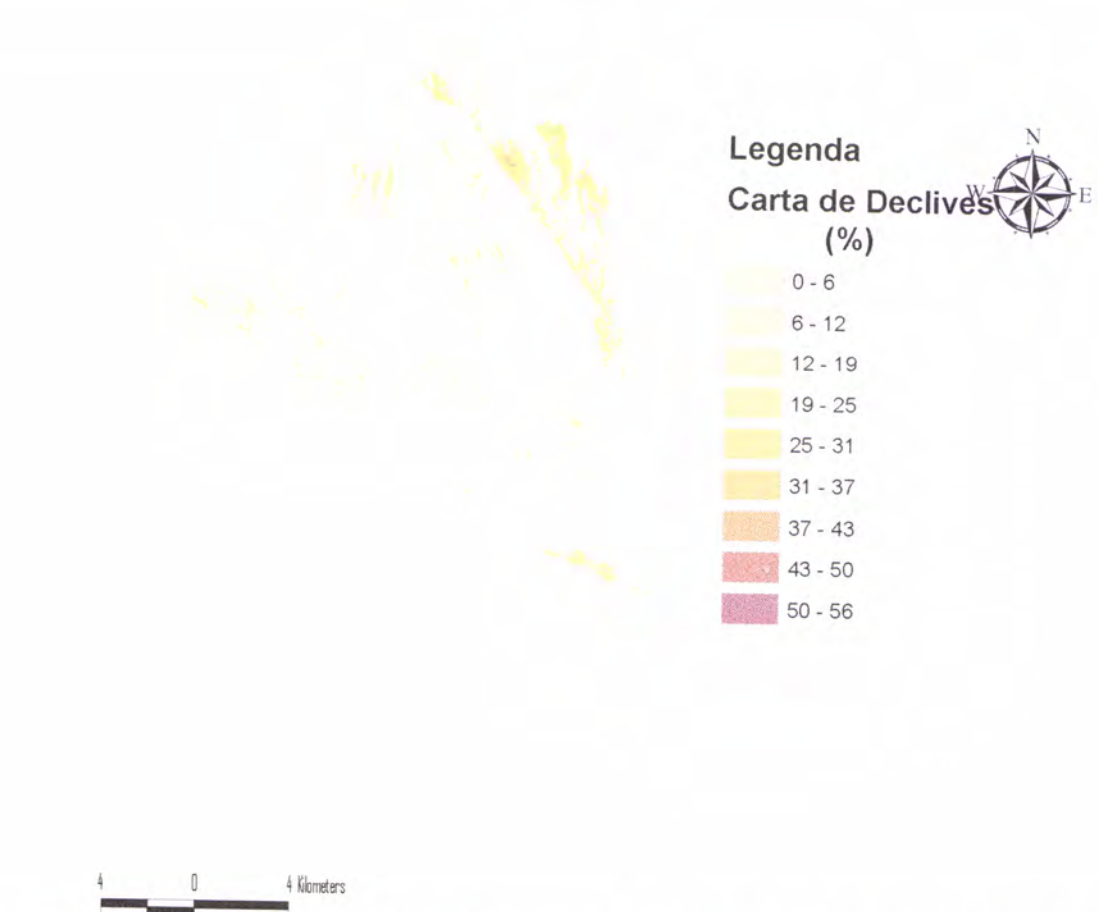 N
Legenda
W
E
Carta de Declives
(%)
0 - 6
6 - 12
12 - 19
19 - 25
25 - 31
31 - 37
37 - 43
43 - 50
50 - 56
4 0 4 Kilometers